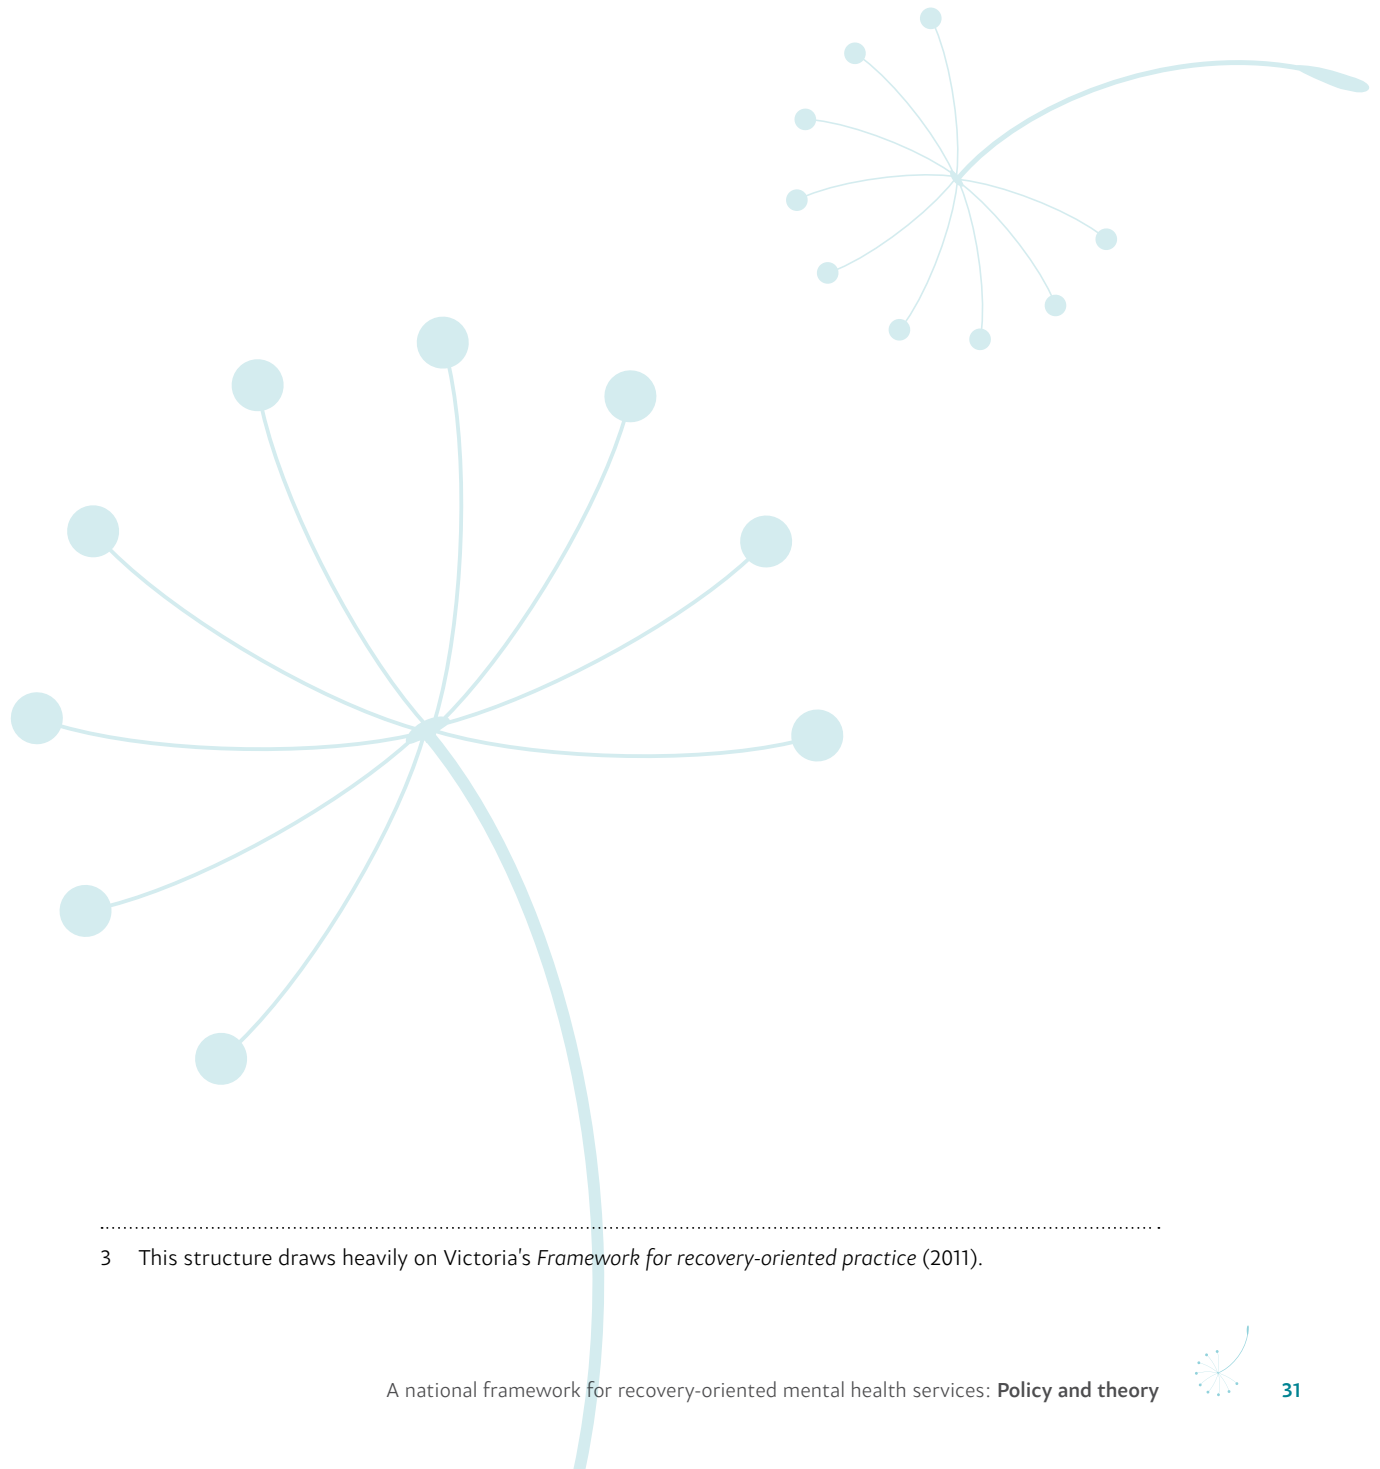 3 This structure draws heavily on Victoria's Framework for recovery-oriented practice (2011).
A national framework for recovery-oriented mental health services: Policy and theory 31